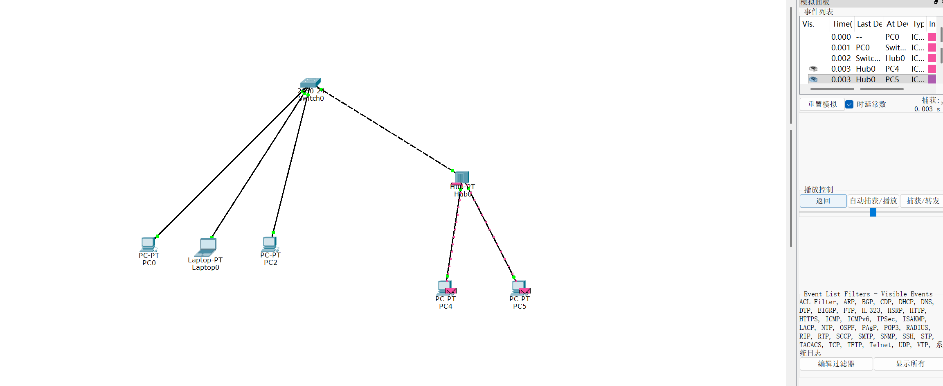 模拟面板
事件列表
Vis. Time( Last De At De Typ In
0.000 -- PC0 IC...
0.001 PC0 Swit... IC...
0.002 Switc... Hub0 IC...
0.003 Hub0 PC4 IC...
0.003 Hub0 PC5 IC...
重置模拟 时延常数 捕获:
0.003 s
播放控制
返回 自动捕获/播放 捕获/转发
Event List Filters - Visible Events
ACL Filter, ARP, BGP, CDP, DHCP, DNS,
DTP, EIGRP, FTP, H.323, HSRP, HTTP,
HTTPS, ICMP, ICMPv6, IPSec, ISAKMP,
LACP, NTP, OSPF, PAgP, POP3, RADIUS,
RIP, RTP, SCCP, SMTP, SNMP, SSH, STP,
TACACS, TCP, TFTP, Telnet, UDP, VTP, 系
统日志
编辑过滤器 显示所有
Switch0
Hub0
PC-PT
PC0
Laptop-PT
Laptop0
PC-PT
PC2
PC-PT
PC4
PC-PT
PC5